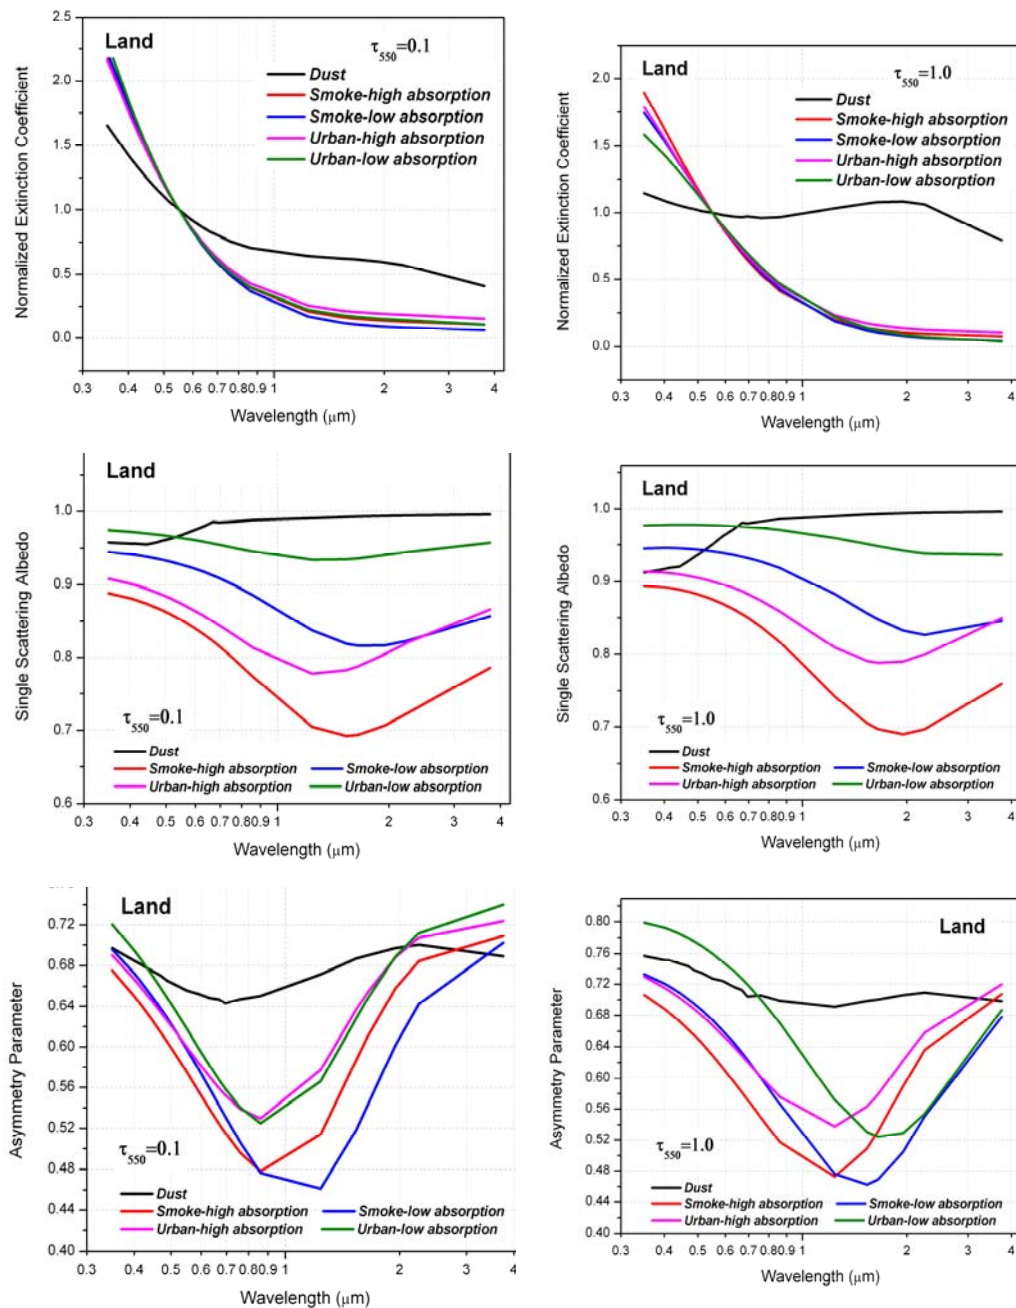 Land
τ550=0.1
Dust
Smoke-high absorption
Smoke-low absorption
Urban-high absorption
Urban-low absorption
2.5
2.0
1.5
1.0
0.5
0.0
Normalized Extinction Coefficient
0.3 0.4 0.5 0.6 0.7 0.8 0.9 1 2 3 4
Wavelength (μm)
Land
τ550=1.0
Dust
Smoke-high absorption
Smoke-low absorption
Urban-high absorption
Urban-low absorption
2.0
1.5
1.0
0.5
0.0
Normalized Extinction Coefficient
0.3 0.4 0.5 0.6 0.7 0.8 0.9 1 2 3 4
Wavelength (μm)
Land
1.0
0.9
0.8
0.7
0.6
Single Scattering Albedo
τ550=0.1
Dust
Smoke-high absorption Smoke-low absorption
Urban-high absorption Urban-low absorption
0.3 0.4 0.5 0.6 0.7 0.8 0.9 1 2 3 4
Wavelength (μm)
Land
1.0
0.9
0.8
0.7
0.6
Single Scattering Albedo
τ550=1.0
Dust
Smoke-high absorption Smoke-low absorption
Urban-high absorption Urban-low absorption
0.3 0.4 0.5 0.6 0.7 0.8 0.9 1 2 3 4
Wavelength (μm)
Land
0.72
0.68
0.64
0.60
0.56
0.52
0.48
0.44
0.40
Asymmetry Parameter
τ550=0.1
Dust
Smoke-high absorption Smoke-low absorption
Urban-high absorption Urban-low absorption
0.3 0.4 0.5 0.6 0.7 0.8 0.9 1 2 3 4
Wavelength (μm)
Land
0.80
0.76
0.72
0.68
0.64
0.60
0.56
0.52
0.48
0.44
0.40
Asymmetry Parameter
τ550=1.0
Dust
Smoke-high absorption Smoke-low absorption
Urban-high absorption Urban-low absorption
0.3 0.4 0.5 0.6 0.7 0.8 0.9 1 2 3 4
Wavelength (μm)